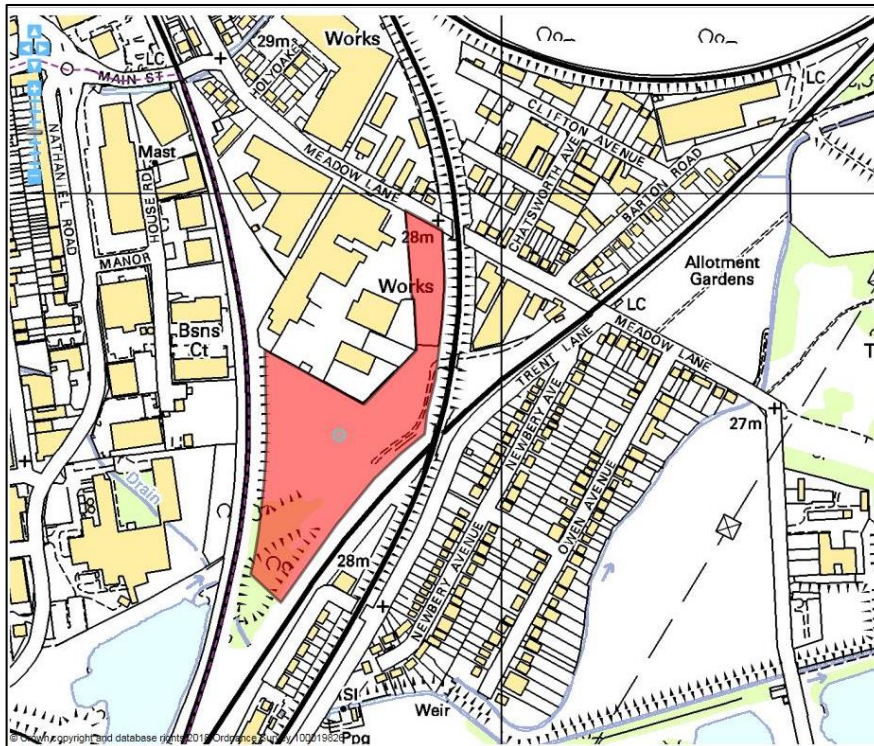 29m
Works
LC
MAIN ST
HOLYOAKE
LC
CLIFTON AVENUE
NATHANIEL ROAD
Mast
MEADOW LANE
CHATSWORTH AVE
BARTON ROAD
HOUSE RD
MANOR
28m
Works
Allotment
Gardens
Bsns
Ct
LC
TRENT LANE
MEADOW LANE
NEWBERY AVE
27m
OWEN AVENUE
Drain
28m
NEWBERY AVENUE
Sl
Weir
Ppg
© Crown copyright and database rights 2018 Ordnance Survey 100019826